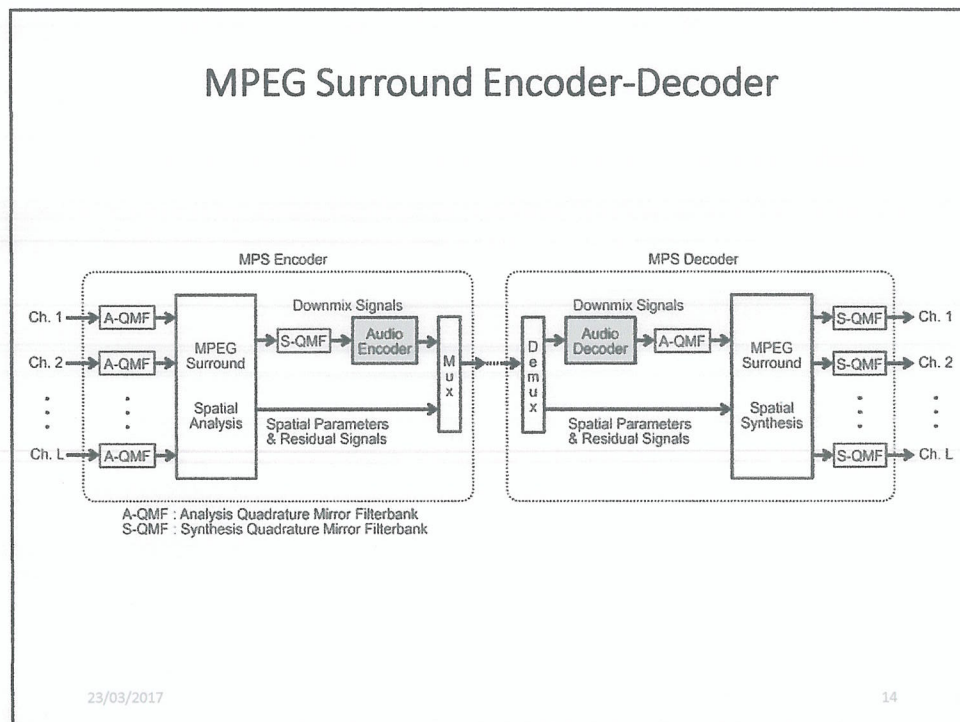 MPEG Surround Encoder-Decoder
MPS Encoder
Ch. 1
A-QMF
Ch. 2
A-QMF
Ch. L
A-QMF
MPEG
Surround
Spatial
Analysis
Downmix Signals
S-QMF
Audio
Encoder
Spatial Parameters
& Residual Signals
Mux
A-QMF : Analysis Quadrature Mirror Filterbank
S-QMF : Synthesis Quadrature Mirror Filterbank
MPS Decoder
Demux
Downmix Signals
Audio
Decoder
A-QMF
Spatial Parameters
& Residual Signals
MPEG
Surround
Spatial
Synthesis
S-QMF
Ch. 1
S-QMF
Ch. 2
S-QMF
Ch. L
23/03/2017
14